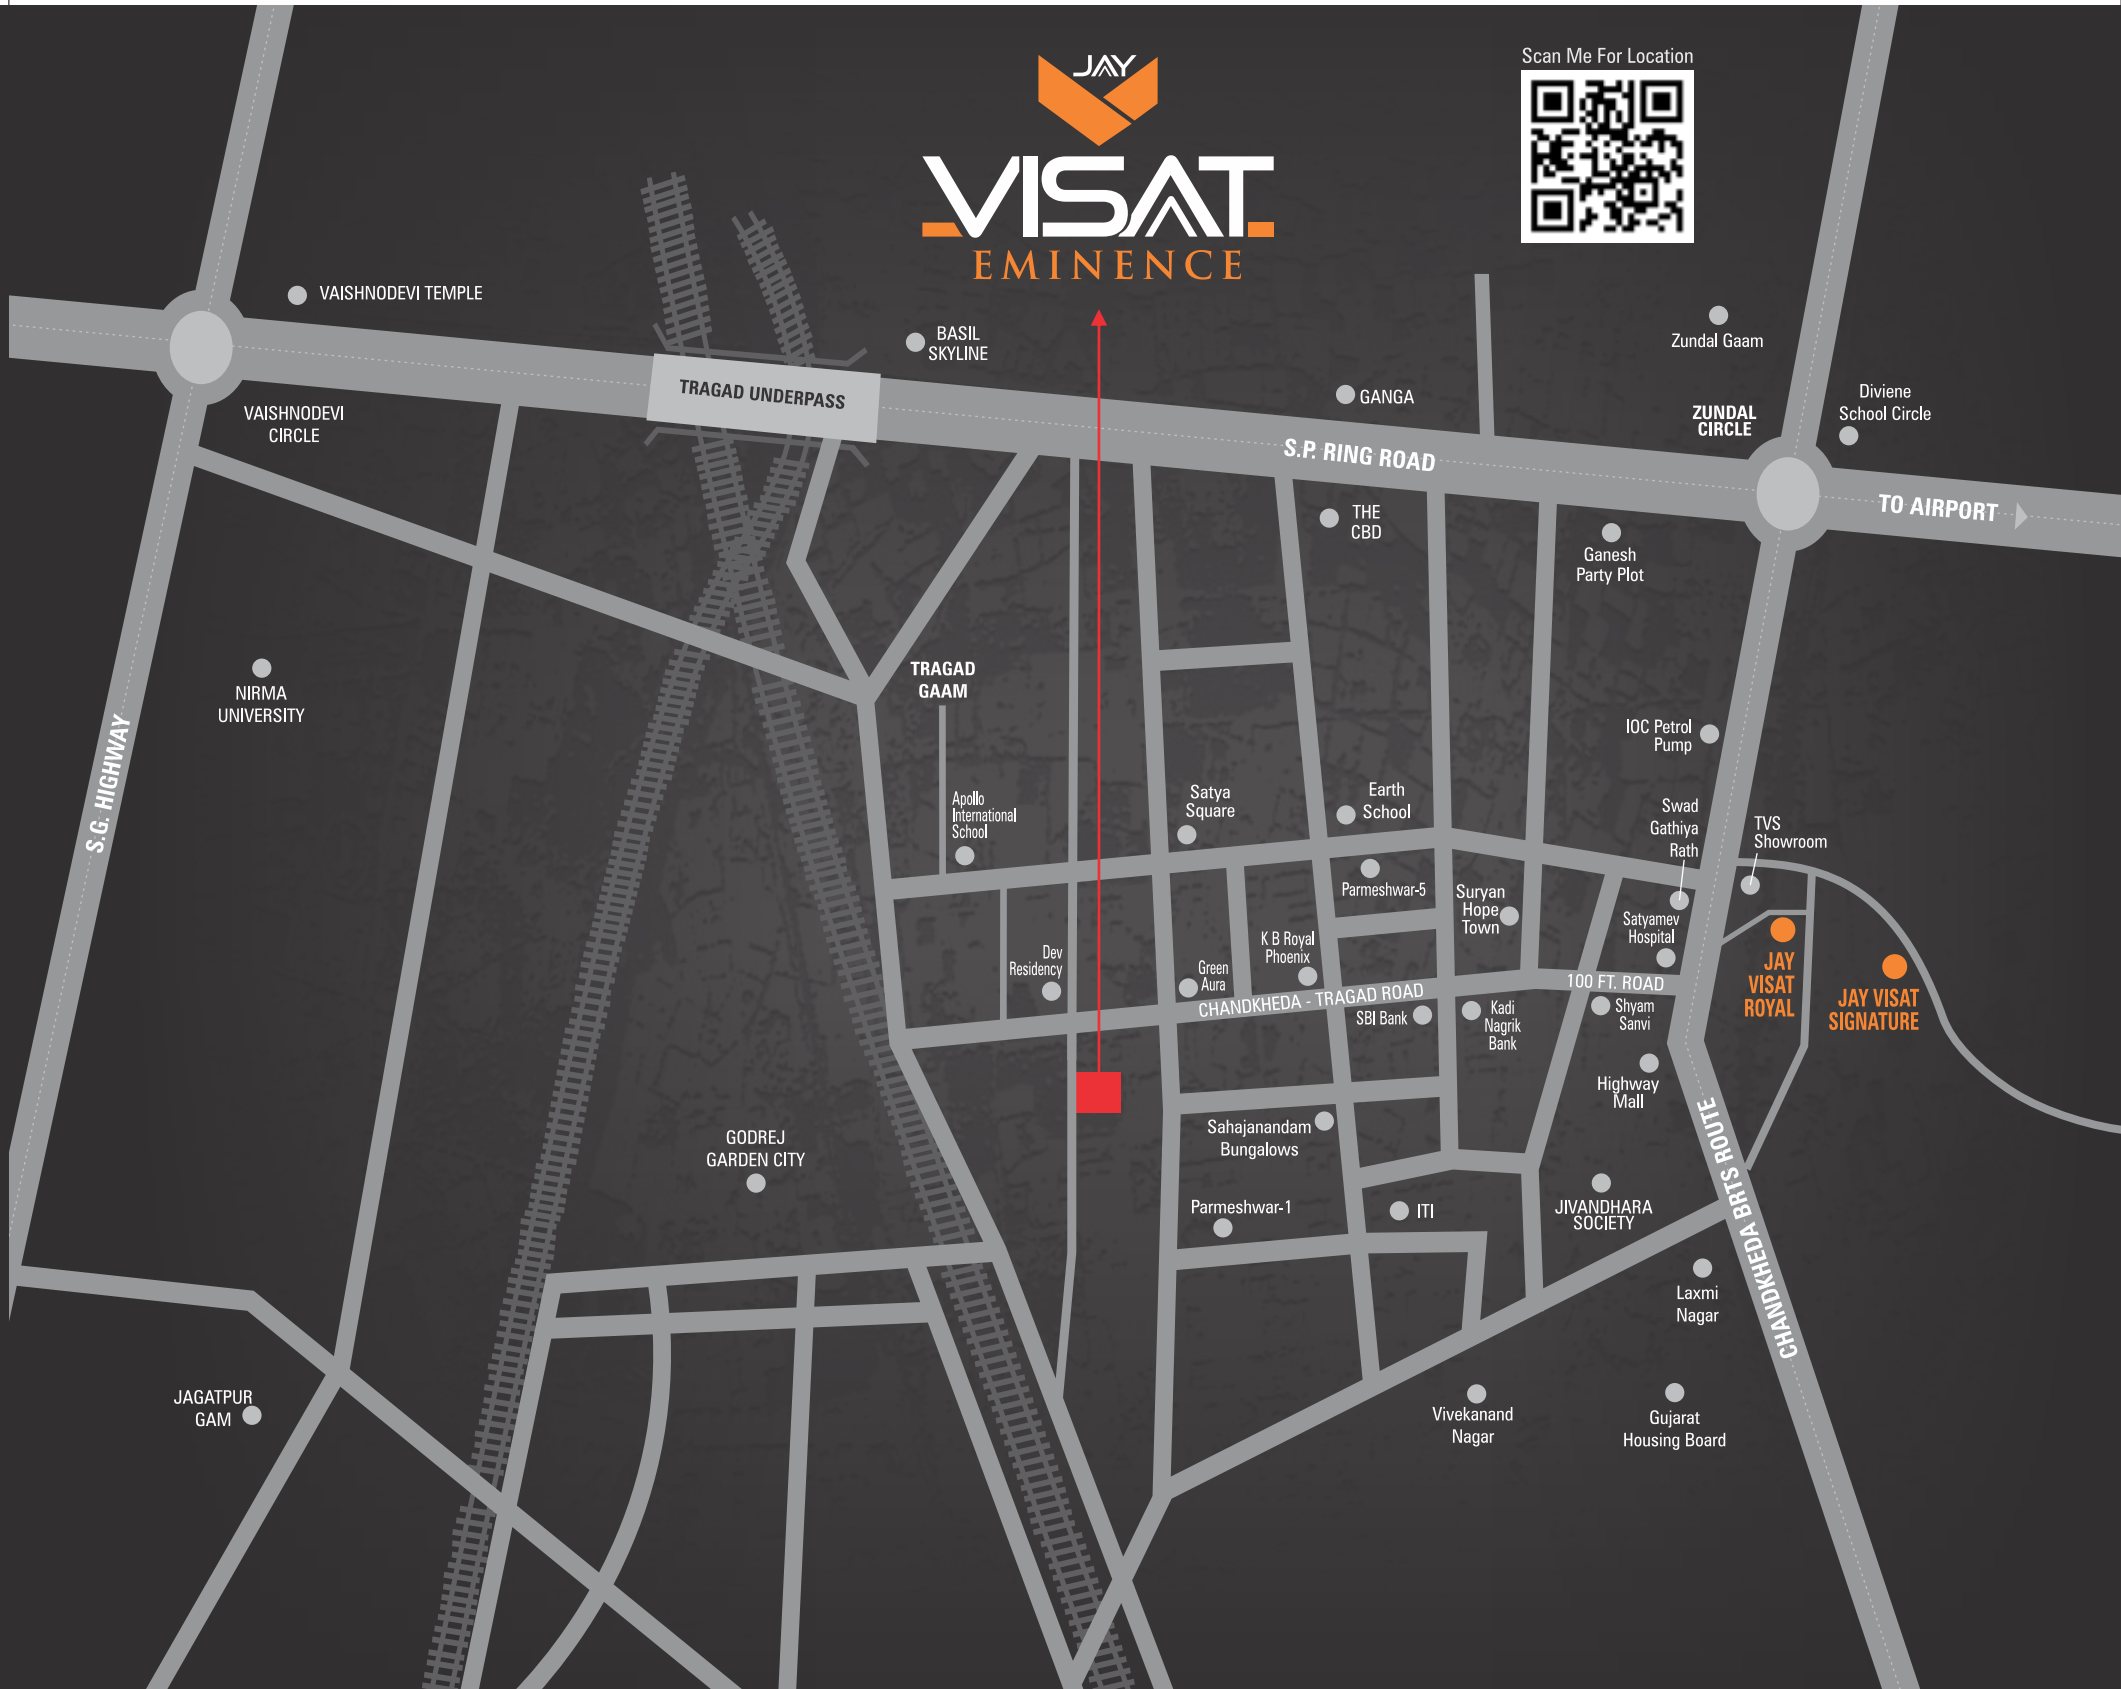 Scan Me For Location
JAY
VISAT
EMINENCE
VAISHNODEVI TEMPLE
BASIL
SKYLINE
Zundal Gaam
TRAGAD UNDERPASS
GANGA
Diviene
School Circle
VAISHNODEVI
CIRCLE
ZUNDAL
CIRCLE
S.P. RING ROAD
TO AIRPORT
THE
CBD
Ganesh
Party Plot
TRAGAD
GAAM
NIRMA
UNIVERSITY
S.G. HIGHWAY
IOC Petrol
Pump
Apollo
International
School
Satya
Square
Earth
School
Swad
Gathiya
Rath
TVS
Showroom
Parmeshwar-5
Suryan
Hope
Town
Satyamev
Hospital
Dev
Residency
Green
Aura
K B Royal
Phoenix
JAY
VISAT
ROYAL
JAY VISAT
SIGNATURE
100 FT. ROAD
CHANDKHEDA - TRAGAD ROAD
SBI Bank
Kadi
Nagrik
Bank
Shyam
Sanvi
Highway
Mall
CHANDKHEDA BRTS ROUTE
Sahajanandam
Bungalows
GODREJ
GARDEN CITY
Parmeshwar-1
ITI
JIVANDHARA
SOCIETY
Laxmi
Nagar
JAGATPUR
GAM
Vivekanand
Nagar
Gujarat
Housing Board